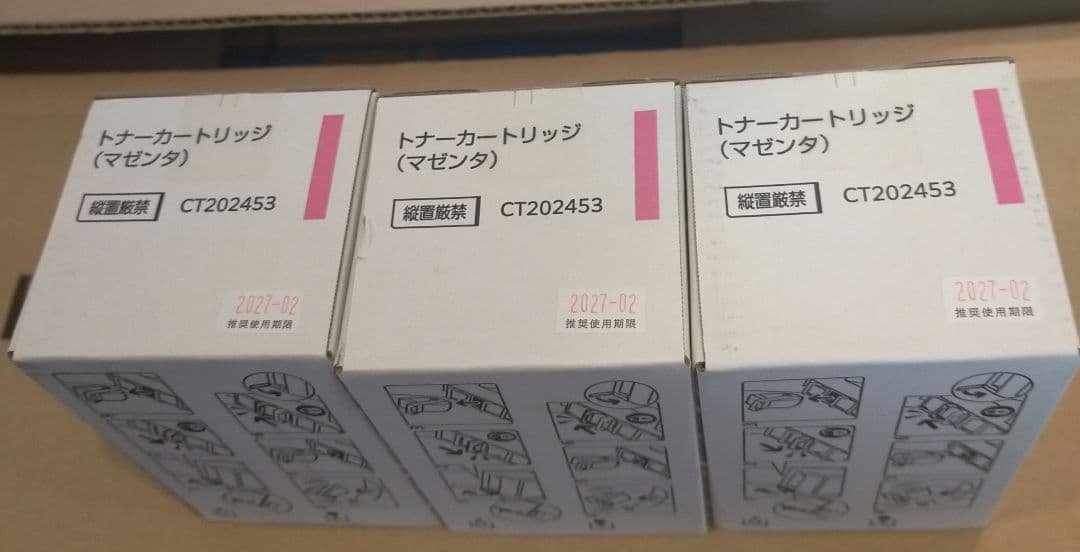 トナーカートリッジ
（マゼンタ）
縦置厳禁 CT202453
2027-02
推奨使用期限
トナーカートリッジ
（マゼンタ）
縦置厳禁 CT202453
2027-02
推奨使用期限
トナーカートリッジ
（マゼンタ）
縦置厳禁 CT202453
2027-02
推奨使用期限